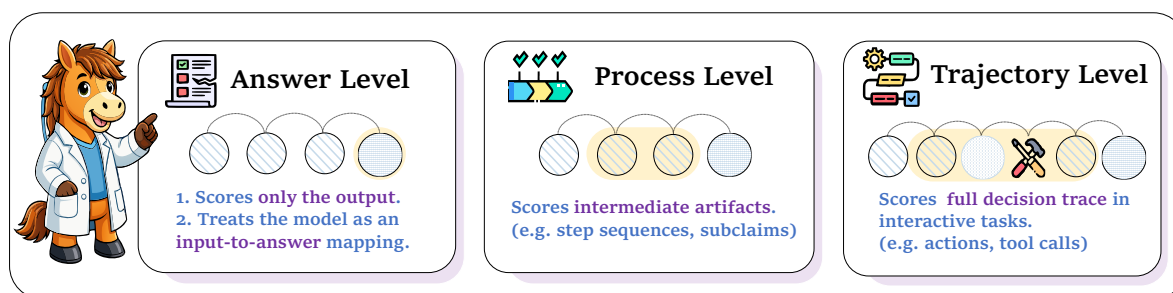 Answer Level
1. Scores only the output.
2. Treats the model as an
input-to-answer mapping.
Process Level
Scores intermediate artifacts.
(e.g. step sequences, subclaims)
Trajectory Level
Scores full decision trace in
interactive tasks.
(e.g. actions, tool calls)